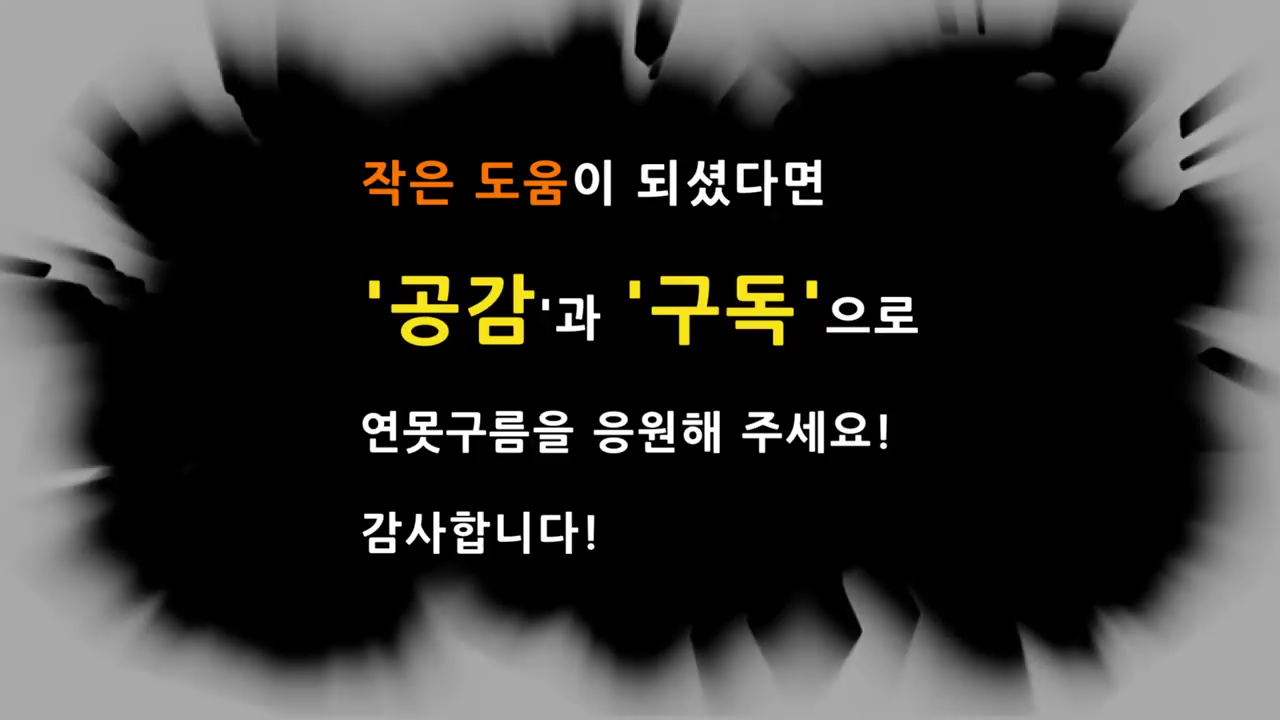 작은 도움이 되셨다면
'공감'과 '구독'으로
연못구름을 응원해 주세요!
감사합니다!